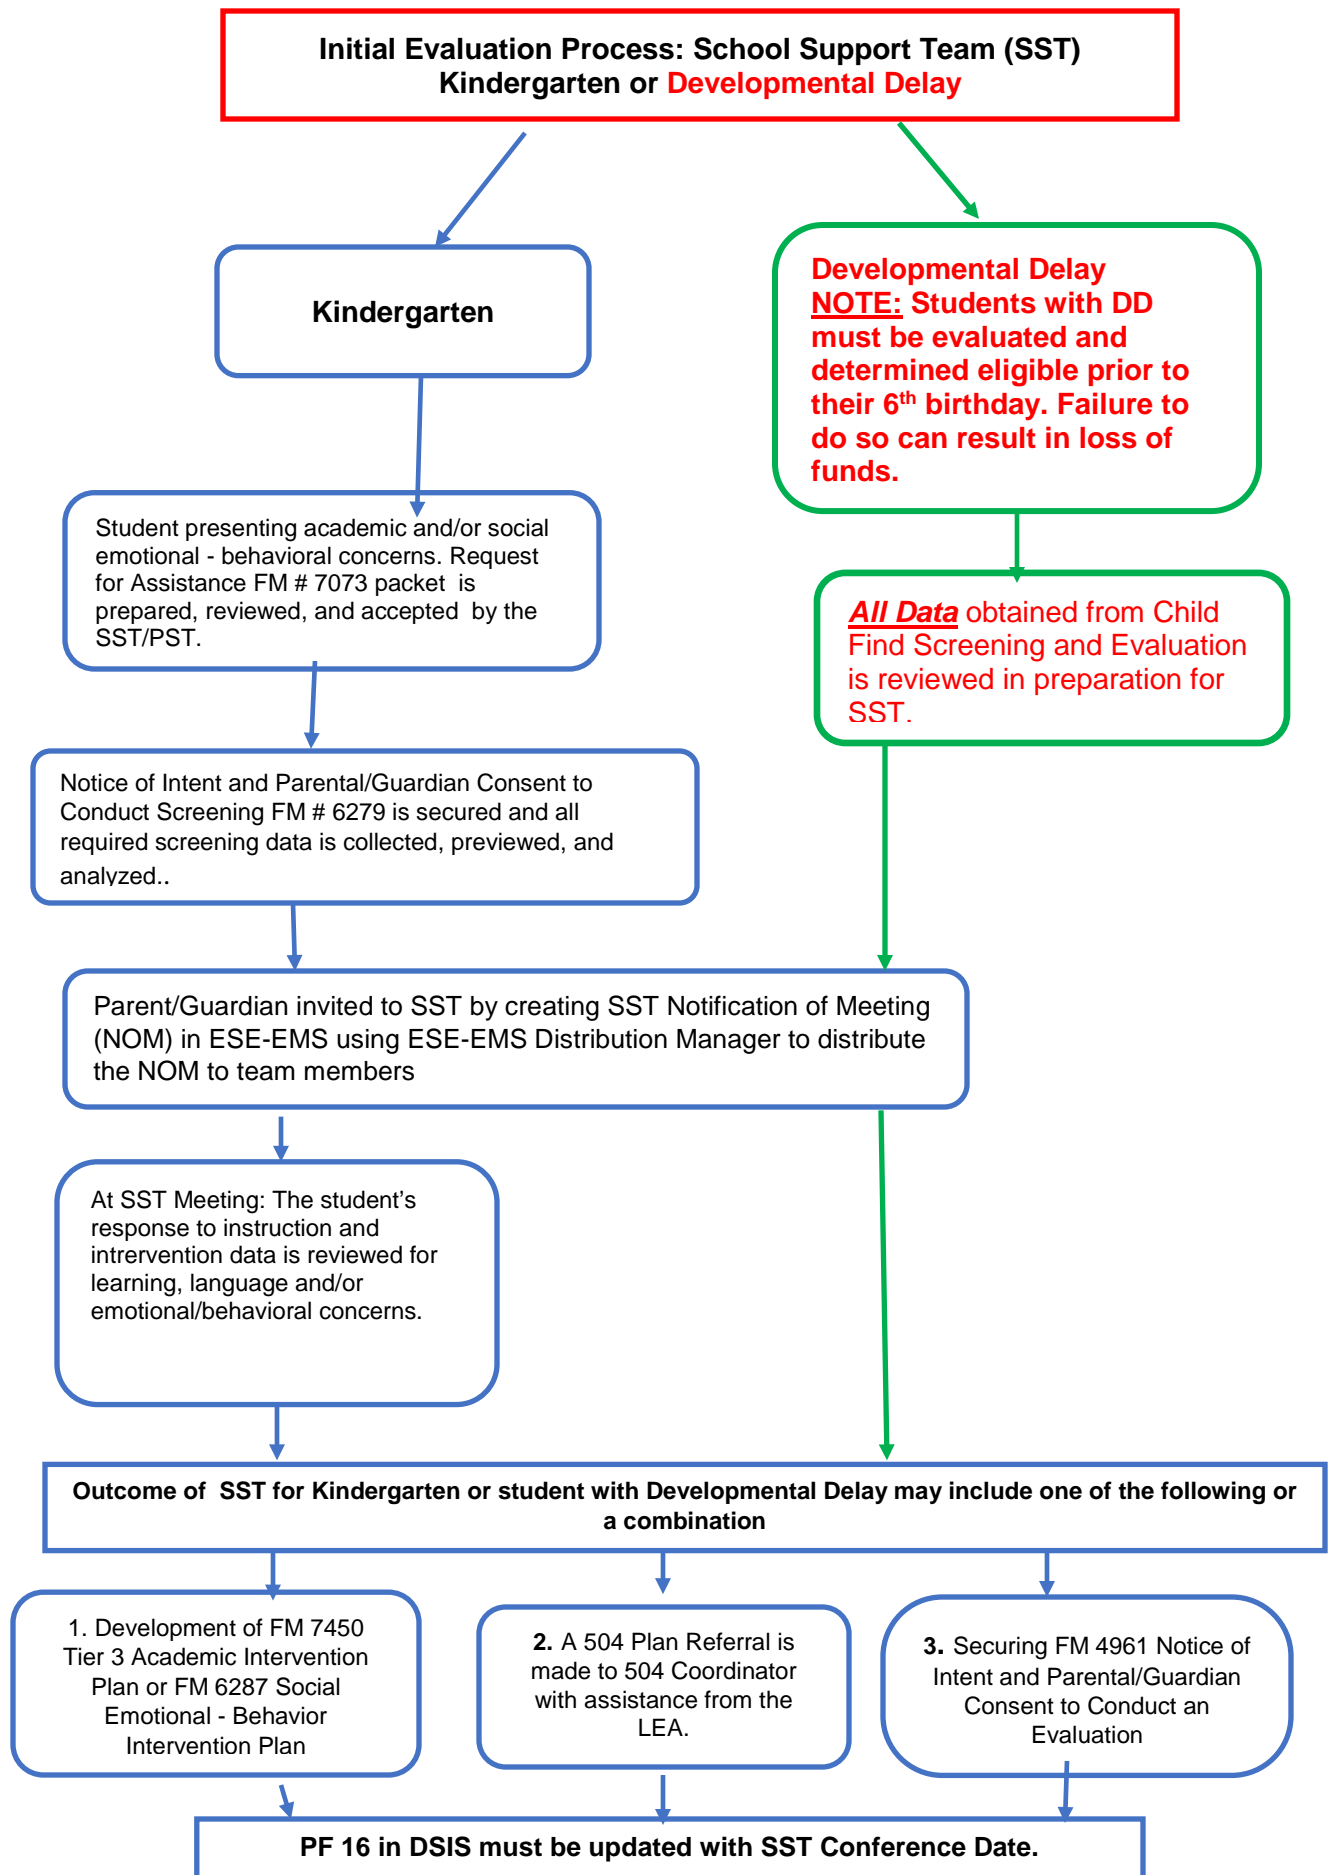 Initial Evaluation Process: School Support Team (SST)
Kindergarten or Developmental Delay
Kindergarten
Developmental Delay
NOTE: Students with DD
must be evaluated and
determined eligible prior to
their 6th birthday. Failure to
do so can result in loss of
funds.
Student presenting academic and/or social
emotional - behavioral concerns. Request
for Assistance FM # 7073 packet  is
prepared, reviewed, and accepted  by the
SST/PST.
All Data obtained from Child
Find Screening and Evaluation
is reviewed in preparation for
SST.
Notice of Intent and Parental/Guardian Consent to
Conduct Screening FM # 6279 is secured and all
required screening data is collected, previewed, and
analyzed..
Parent/Guardian invited to SST by creating SST Notification of Meeting
(NOM) in ESE-EMS using ESE-EMS Distribution Manager to distribute
the NOM to team members
At SST Meeting: The student’s
response to instruction and
intrervention data is reviewed for
learning, language and/or
emotional/behavioral concerns.
Outcome of  SST for Kindergarten or student with Developmental Delay may include one of the following or
a combination
1. Development of FM 7450
Tier 3 Academic Intervention
Plan or FM 6287 Social
Emotional - Behavior
Intervention Plan
2. A 504 Plan Referral is
made to 504 Coordinator
with assistance from the
LEA.
3. Securing FM 4961 Notice of
Intent and Parental/Guardian
Consent to Conduct an
Evaluation
PF 16 in DSIS must be updated with SST Conference Date.